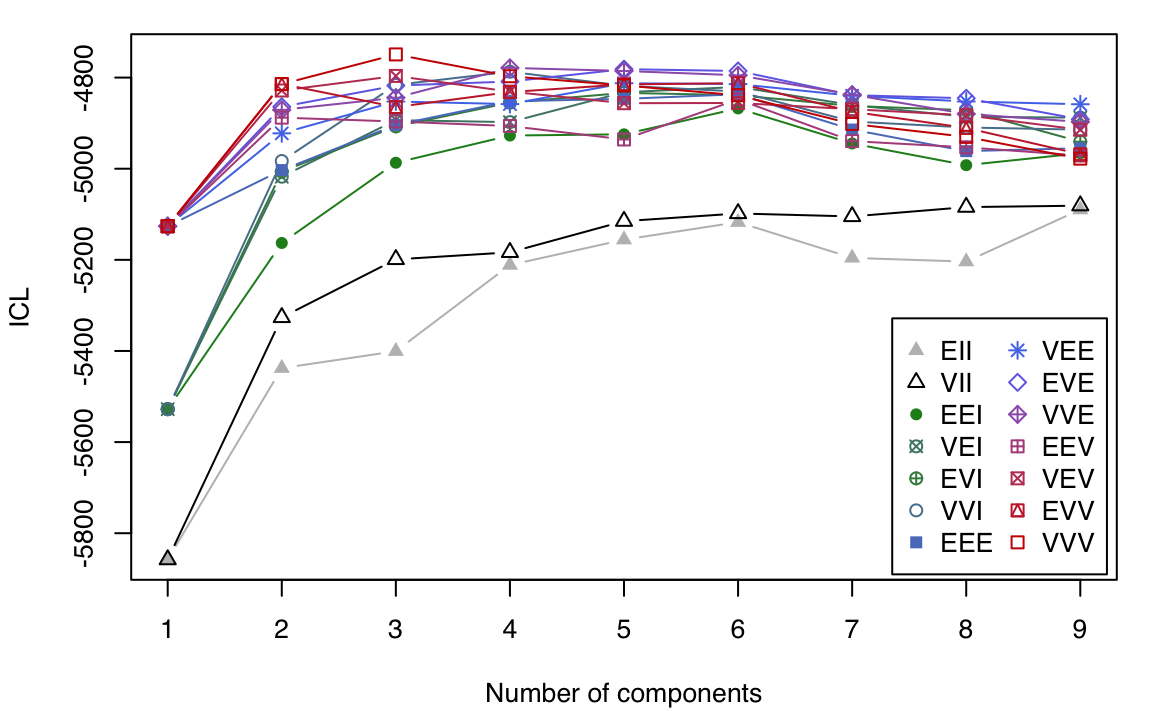 ICL
-4800
-5000
-5200
-5400
-5600
-5800
EII VEE
VII EVE
EEI VVE
VEI EEV
EVI VEV
VVI EVV
EEE VVV
1 2 3 4 5 6 7 8 9
Number of components